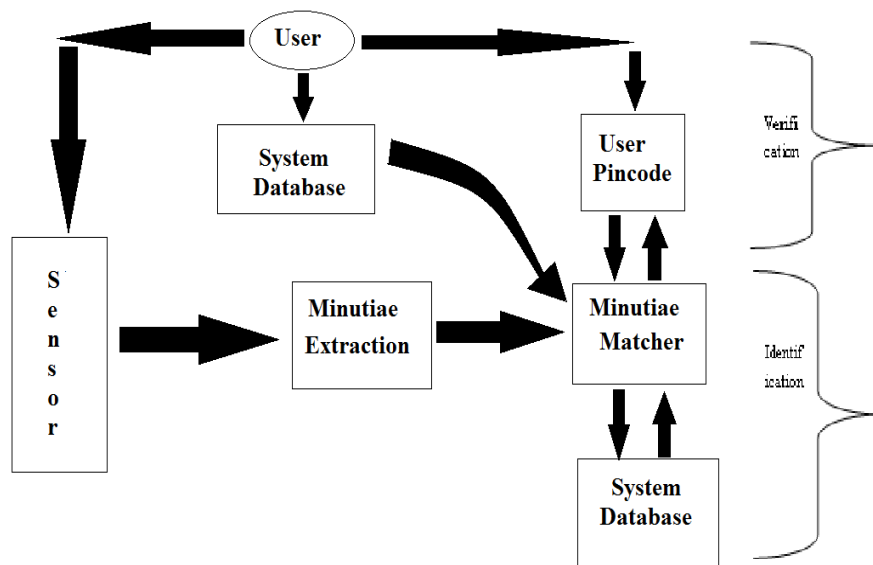 User
System
Database
User
Pincode
Verifi
cation
S
e
n
s
o
r
Minutiae
Extraction
Minutiae
Matcher
Identif
ication
System
Database